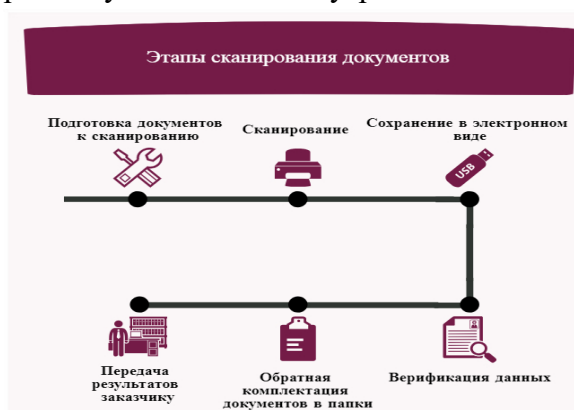 Этапы сканирования документов
Подготовка документов
к сканированию
Сканирование
Сохранение в электронном
виде
USB
Передача
результатов
заказчику
Обратная
комплектация
документов в папки
Верификация данных